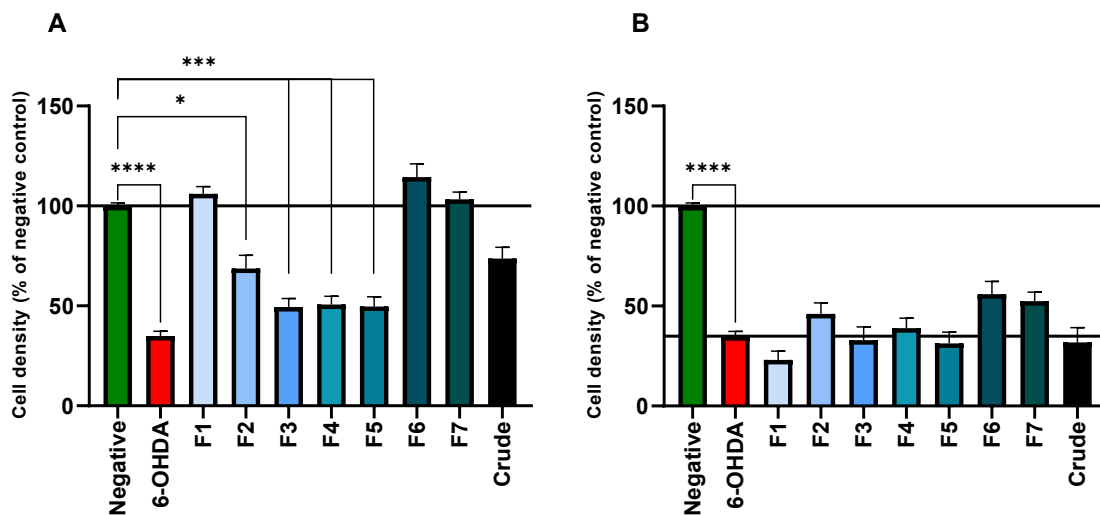 A
***
*
****
Cell density (% of negative control)
150
100
50
0
Negative
6-OHDA
F1
F2
F3
F4
F5
F6
F7
Crude
B
****
Cell density (% of negative control)
150
100
50
0
Negative
6-OHDA
F1
F2
F3
F4
F5
F6
F7
Crude